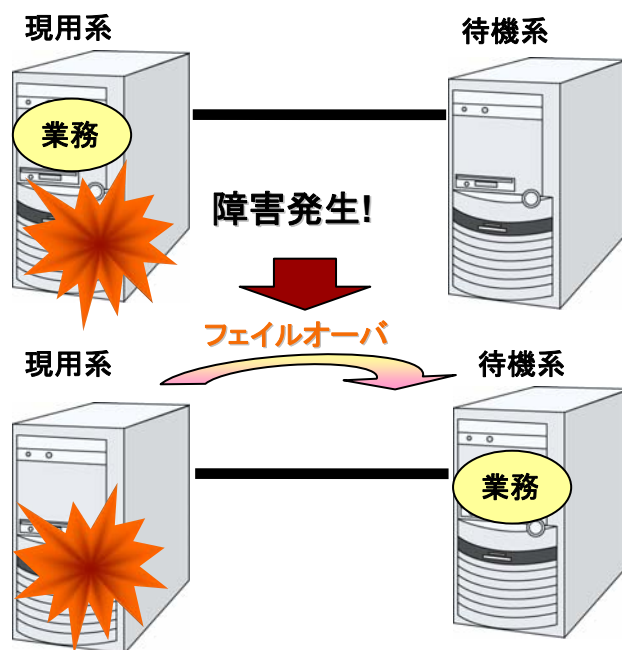 現用系
待機系
業務
障害発生!
フェイルオーバ
現用系
待機系
業務